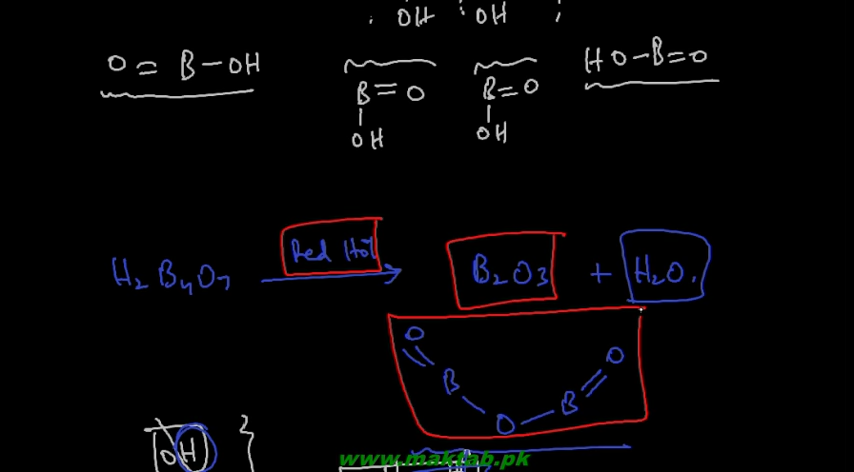 OH OH
O = B-OH B=O B=O HO-B=O
OH OH
H₂B₄O₇ Red Hot B₂O₃ + H₂O.
O
O
B
B
O
OH }
www.maktab.pk